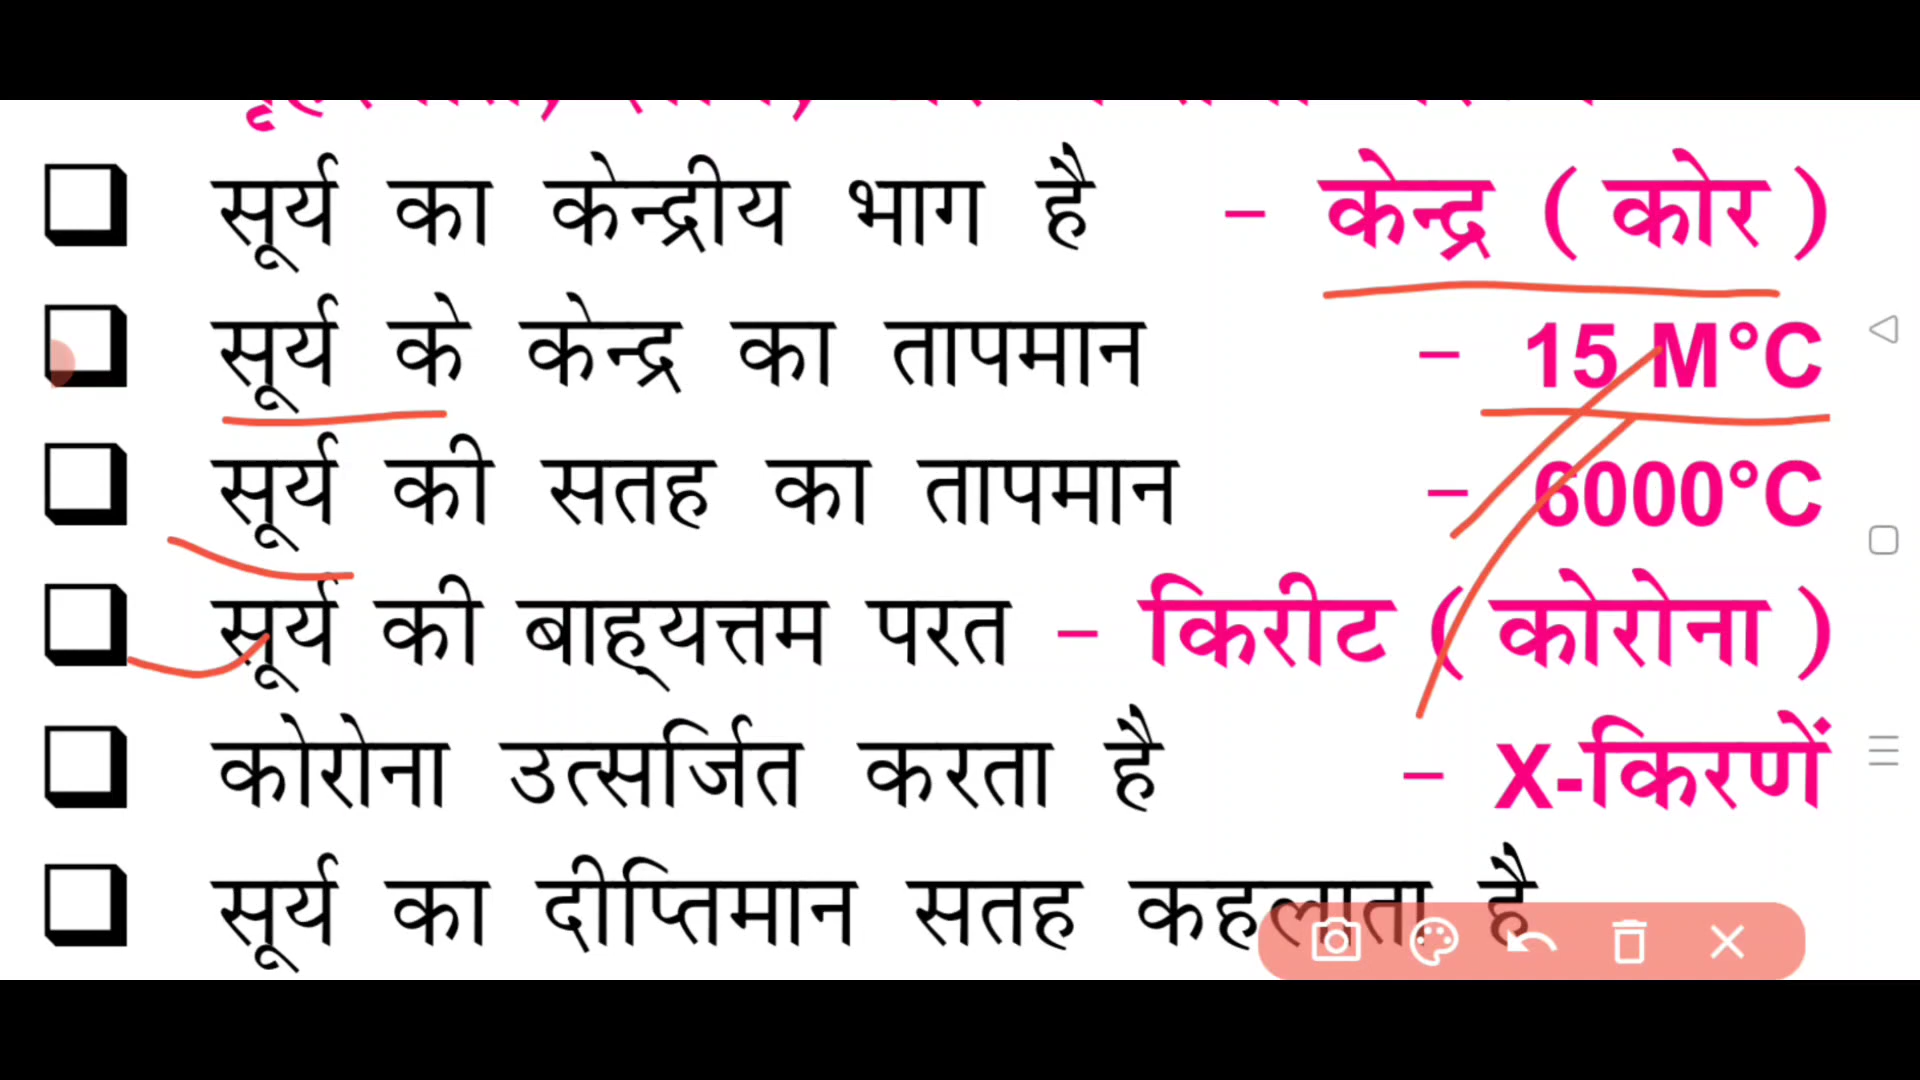 सूर्य का केन्द्रीय भाग है – केन्द्र ( कोर )
सूर्य के केन्द्र का तापमान – 15 M°C
सूर्य की सतह का तापमान – 6000°C
सूर्य की बाह्यत्तम परत – किरीट ( कोरोना )
कोरोना उत्सर्जित करता है – X-किरणें
सूर्य का दीप्तिमान सतह कहलाता है